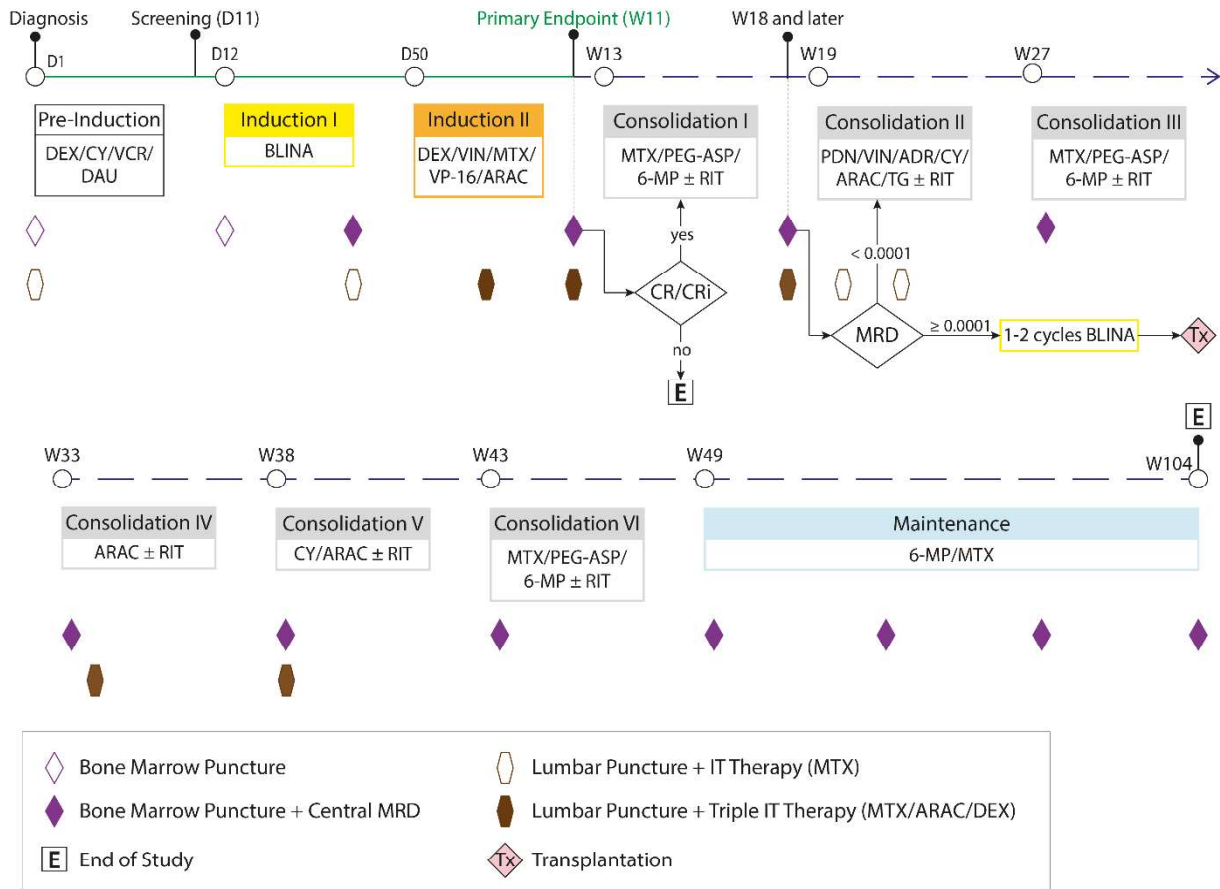 Diagnosis
Screening (D11)
Primary Endpoint (W11)
W18 and later
D1
D12
D50
W13
W19
W27
Pre-Induction
DEX/CY/VCR/
DAU
Induction I
BLINA
Induction II
DEX/VIN/MTX/
VP-16/ARAC
Consolidation I
MTX/PEG-ASP/
6-MP ± RIT
Consolidation II
PDN/VIN/ADR/CY/
ARAC/TG ± RIT
Consolidation III
MTX/PEG-ASP/
6-MP ± RIT
yes
CR/CRi
no
E
< 0.0001
MRD
≥ 0.0001
1-2 cycles BLINA
Tx
E
W33
W38
W43
W49
W104
Consolidation IV
ARAC ± RIT
Consolidation V
CY/ARAC ± RIT
Consolidation VI
MTX/PEG-ASP/
6-MP ± RIT
Maintenance
6-MP/MTX
Bone Marrow Puncture
Lumbar Puncture + IT Therapy (MTX)
Bone Marrow Puncture + Central MRD
Lumbar Puncture + Triple IT Therapy (MTX/ARAC/DEX)
E End of Study
Tx Transplantation